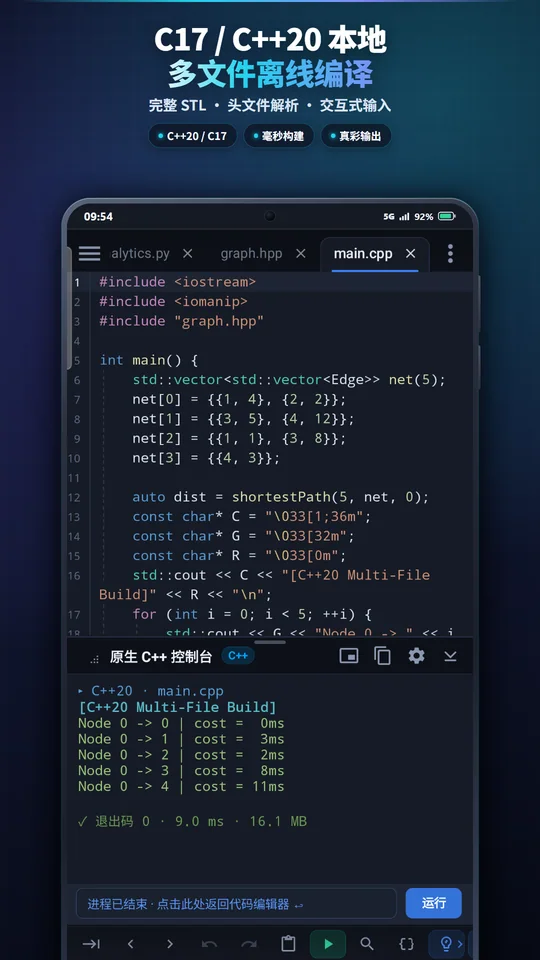 C17 / C++20 本地
多文件离线编译
完整 STL · 头文件解析 · 交互式输入
C++20 / C17 毫秒构建 真彩输出
09:54 5G 92%
alytics.py graph.hpp main.cpp
1 #include <iostream>
2 #include <iomanip>
3 #include "graph.hpp"
4
5 int main() {
6 std::vector<std::vector<Edge>> net(5);
7 net[0] = {{1, 4}, {2, 2}};
8 net[1] = {{3, 5}, {4, 12}};
9 net[2] = {{1, 1}, {3, 8}};
10 net[3] = {{4, 3}};
11
12 auto dist = shortestPath(5, net, 0);
13 const char* C = "\033[1;36m";
14 const char* G = "\033[32m";
15 const char* R = "\033[0m";
16 std::cout << C << "[C++20 Multi-File
Build]" << R << "\n";
17 for (int i = 0; i < 5; ++i) {
18 std::cout << G << "Node 0 -> " << i
原生 C++ 控制台 C++
▸ C++20 · main.cpp
[C++20 Multi-File Build]
Node 0 -> 0 | cost =  0ms
Node 0 -> 1 | cost =  3ms
Node 0 -> 2 | cost =  2ms
Node 0 -> 3 | cost =  8ms
Node 0 -> 4 | cost = 11ms
✓ 退出码 0 · 9.0 ms · 16.1 MB
进程已结束 · 点击此处返回代码编辑器 ⏎ 运行